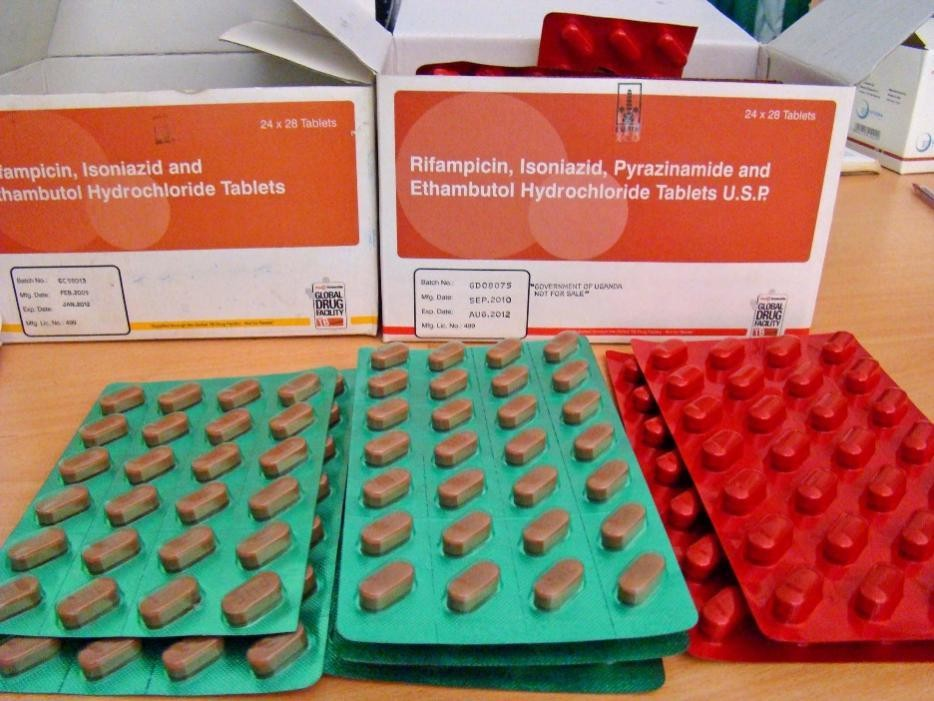 24 x 28 Tablets
ifampicin, Isoniazid and
thambutol Hydrochloride Tablets
Batch No.:
Mfg. Date: FEB.2009
Exp. Date: JAN.2012
Mfg. Lic. No.: 499
GLOBAL
DRUG
FACILITY
24 x 28 Tablets
Rifampicin, Isoniazid, Pyrazinamide and
Ethambutol Hydrochloride Tablets U.S.P.
Batch No.: GD08075
Mfg. Date: SEP.2010
Exp. Date: AUG.2012
Mfg. Lic. No.: 499
"GOVERNMENT OF UGANDA
NOT FOR SALE"
GLOBAL
DRUG
FACILITY